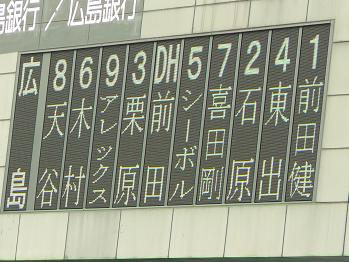 島銀行／広島銀行
広島
8 天谷
6 木村
9 アレックス
3 栗原
DH 前田
5 シーボル
7 喜田剛
2 石原
4 東出
1 前田健